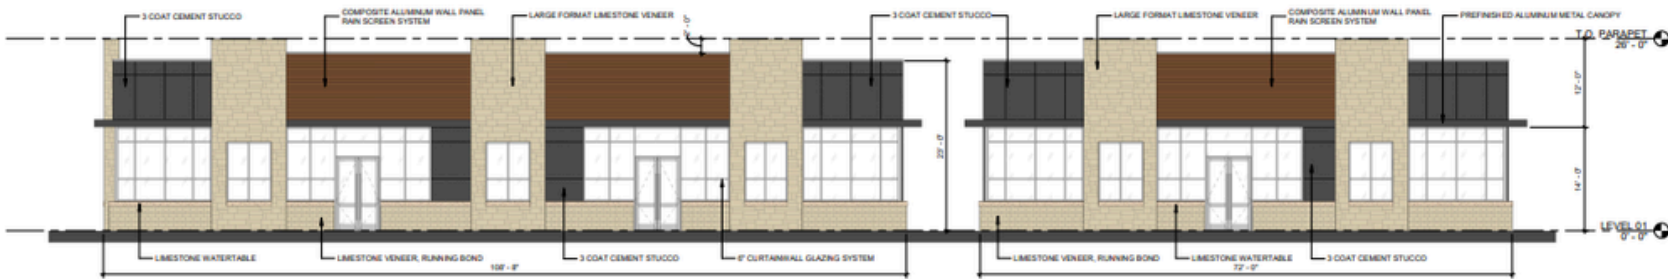 3 COAT CEMENT STUCCO
COMPOSITE ALUMINUM WALL PANEL
RAIN SCREEN SYSTEM
LARGE FORMAT LIMESTONE VENEER
3 COAT CEMENT STUCCO
LARGE FORMAT LIMESTONE VENEER
COMPOSITE ALUMINUM WALL PANEL
RAIN SCREEN SYSTEM
PREFINISHED ALUMINUM METAL CANOPY
T.O. PARAPET
26' - 0"
12' - 0"
23' - 0"
14' - 0"
LEVEL 01
0' - 0"
LIMESTONE WATERTABLE
LIMESTONE VENEER, RUNNING BOND
3 COAT CEMENT STUCCO
6" CURTAINWALL GLAZING SYSTEM
LIMESTONE VENEER, RUNNING BOND
LIMESTONE WATERTABLE
3 COAT CEMENT STUCCO
108' - 8"
72' - 0"